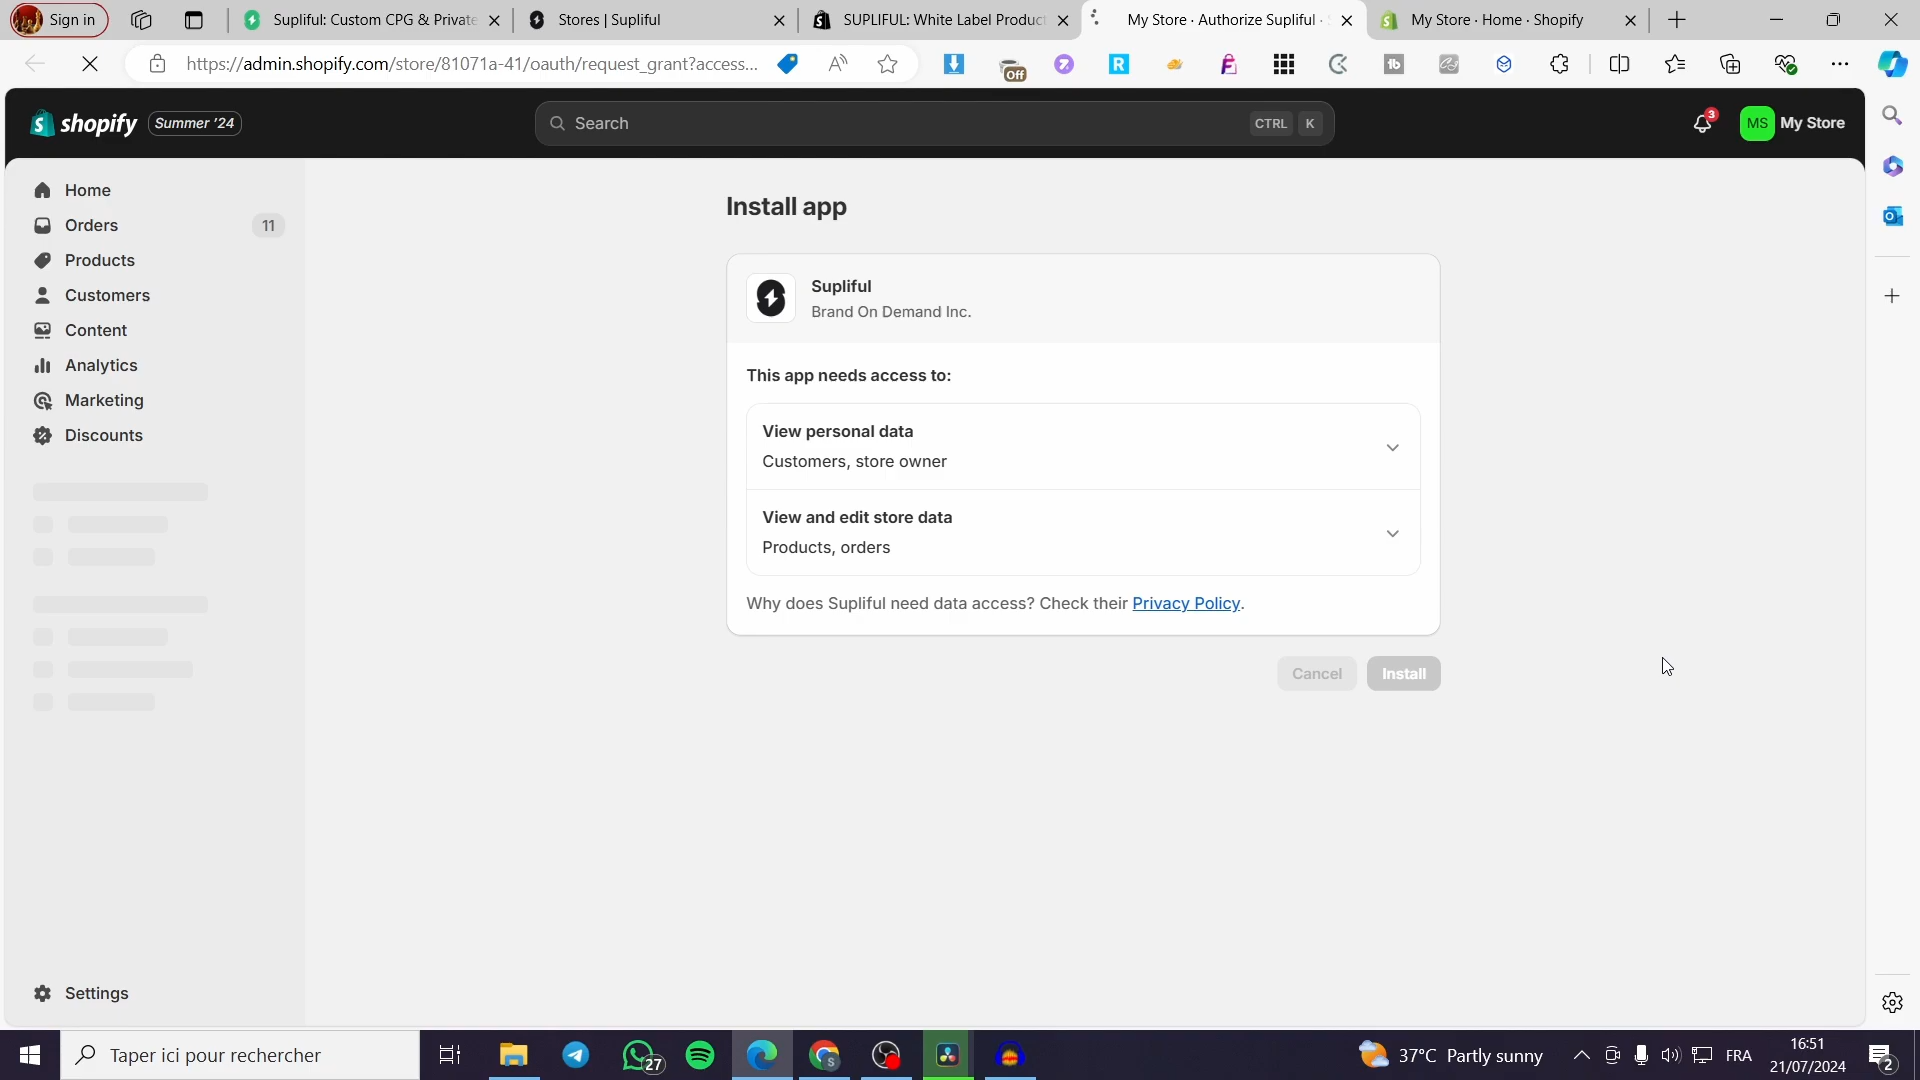 Sign in
Supliful: Custom CPG & Private
Stores | Supliful
SUPLIFUL: White Label Product
My Store · Authorize Supliful ·
My Store · Home · Shopify
https://admin.shopify.com/store/81071a-41/oauth/request_grant?access...
Off
shopify
Summer '24
Search
CTRL K
3
MS
My Store
Home
Orders 11
Products
Customers
Content
Analytics
Marketing
Discounts
Settings
Install app
Supliful
Brand On Demand Inc.
This app needs access to:
View personal data
Customers, store owner
View and edit store data
Products, orders
Why does Supliful need data access? Check their Privacy Policy.
Cancel
Install
Taper ici pour rechercher
27
37°C Partly sunny
FRA
16:51
21/07/2024
2